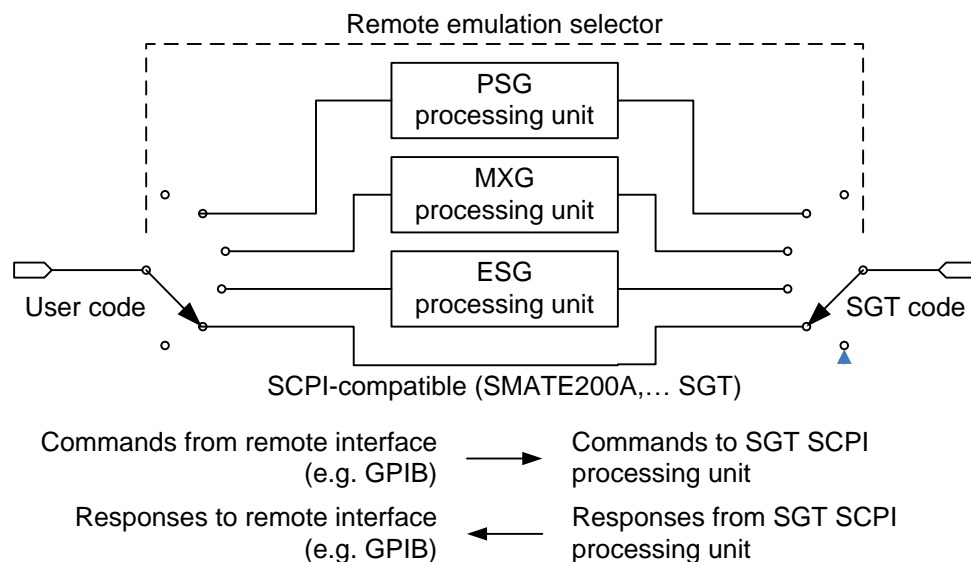 Remote emulation selector
PSG
processing unit
MXG
processing unit
ESG
processing unit
User code
SGT code
SCPI-compatible (SMATE200A,… SGT)
Commands from remote interface
(e.g. GPIB)
Commands to SGT SCPI
processing unit
Responses to remote interface
(e.g. GPIB)
Responses from SGT SCPI
processing unit